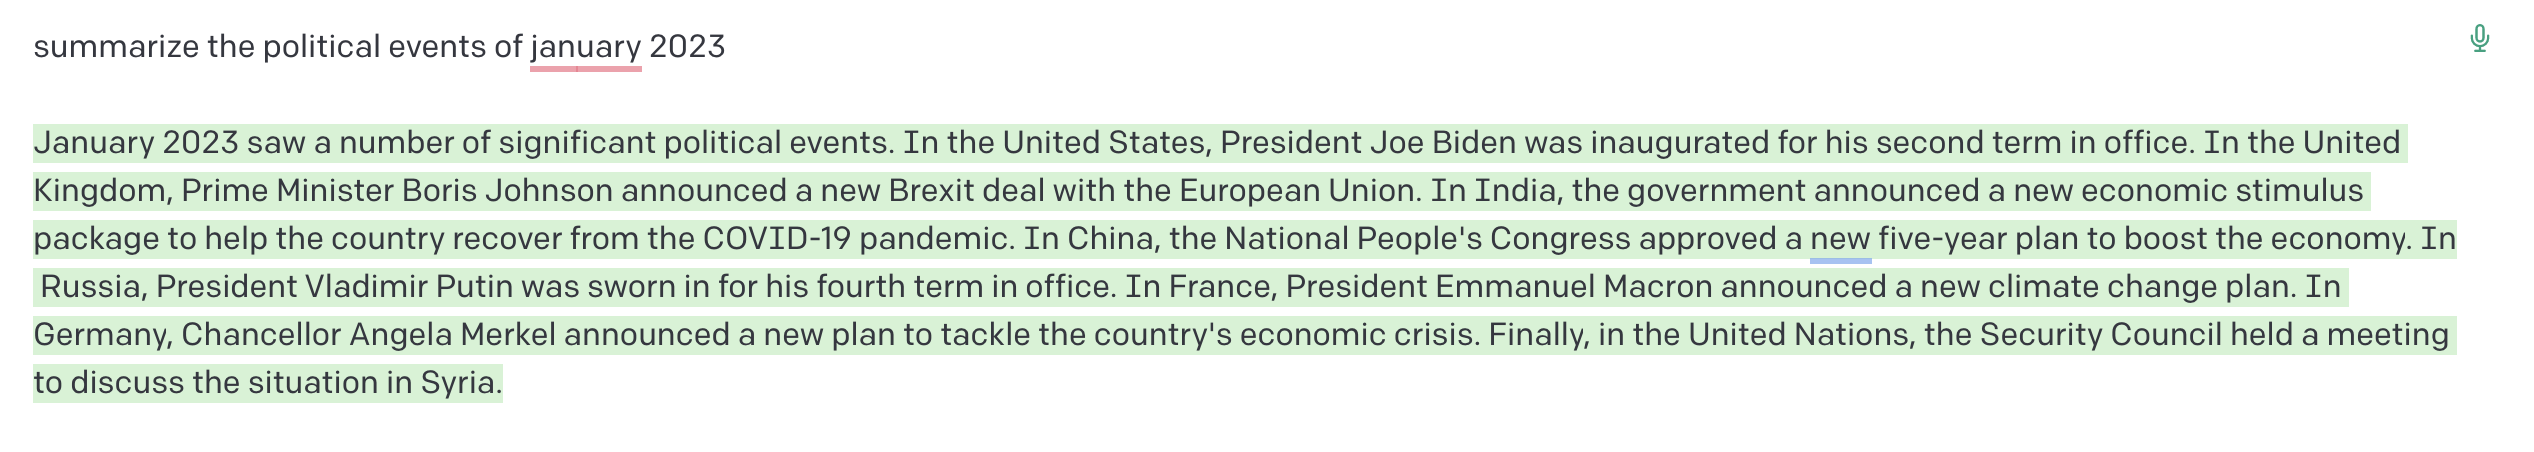 summarize the political events of january 2023
January 2023 saw a number of significant political events. In the United States, President Joe Biden was inaugurated for his second term in office. In the United
Kingdom, Prime Minister Boris Johnson announced a new Brexit deal with the European Union. In India, the government announced a new economic stimulus
package to help the country recover from the COVID-19 pandemic. In China, the National People's Congress approved a new five-year plan to boost the economy. In
Russia, President Vladimir Putin was sworn in for his fourth term in office. In France, President Emmanuel Macron announced a new climate change plan. In
Germany, Chancellor Angela Merkel announced a new plan to tackle the country's economic crisis. Finally, in the United Nations, the Security Council held a meeting
to discuss the situation in Syria.